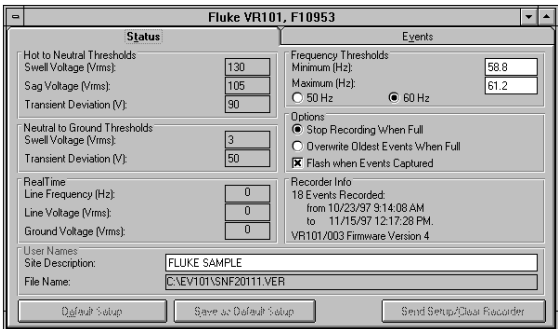 Fluke VR101, F10953
Status
Events
Hot to Neutral Thresholds
Swell Voltage (Vrms): 130
Sag Voltage (Vrms): 105
Transient Deviation (V): 90
Neutral to Ground Thresholds
Swell Voltage (Vrms): 3
Transient Deviation (V): 50
RealTime
Line Frequency (Hz): 0
Line Voltage (Vrms): 0
Ground Voltage (Vrms): 0
Frequency Thresholds
Minimum (Hz): 58.8
Maximum (Hz): 61.2
50 Hz 60 Hz
Options
Stop Recording When Full
Overwrite Oldest Events When Full
Flash when Events Captured
Recorder Info
18 Events Recorded:
from 10/23/97 9:14:08 AM
to 11/15/97 12:17:28 PM.
VR101/003 Firmware Version 4
User Names
Site Description: FLUKE SAMPLE
File Name: C:\EV101\SNF20111.VER
Default Setup
Save as Default Setup
Send Setup/Clear Recorder